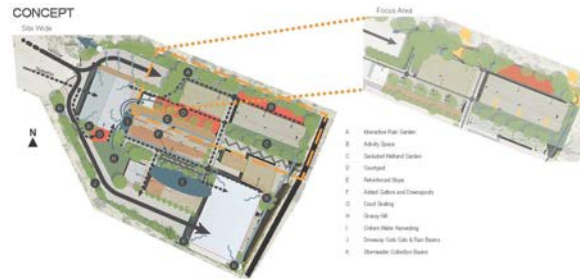 CONCEPT
Site Wide
Focus Area
N
A Interactive Rain Garden
B Activity Space
C Secluded Wetland Garden
D Courtyard
E Reinforced Slope
F Added Gutters and Downspouts
G Court Seating
H Grassy Hill
I Cistern Water Harvesting
J Driveway Curb Cuts & Rain Basins
K Stormwater Collection Basins